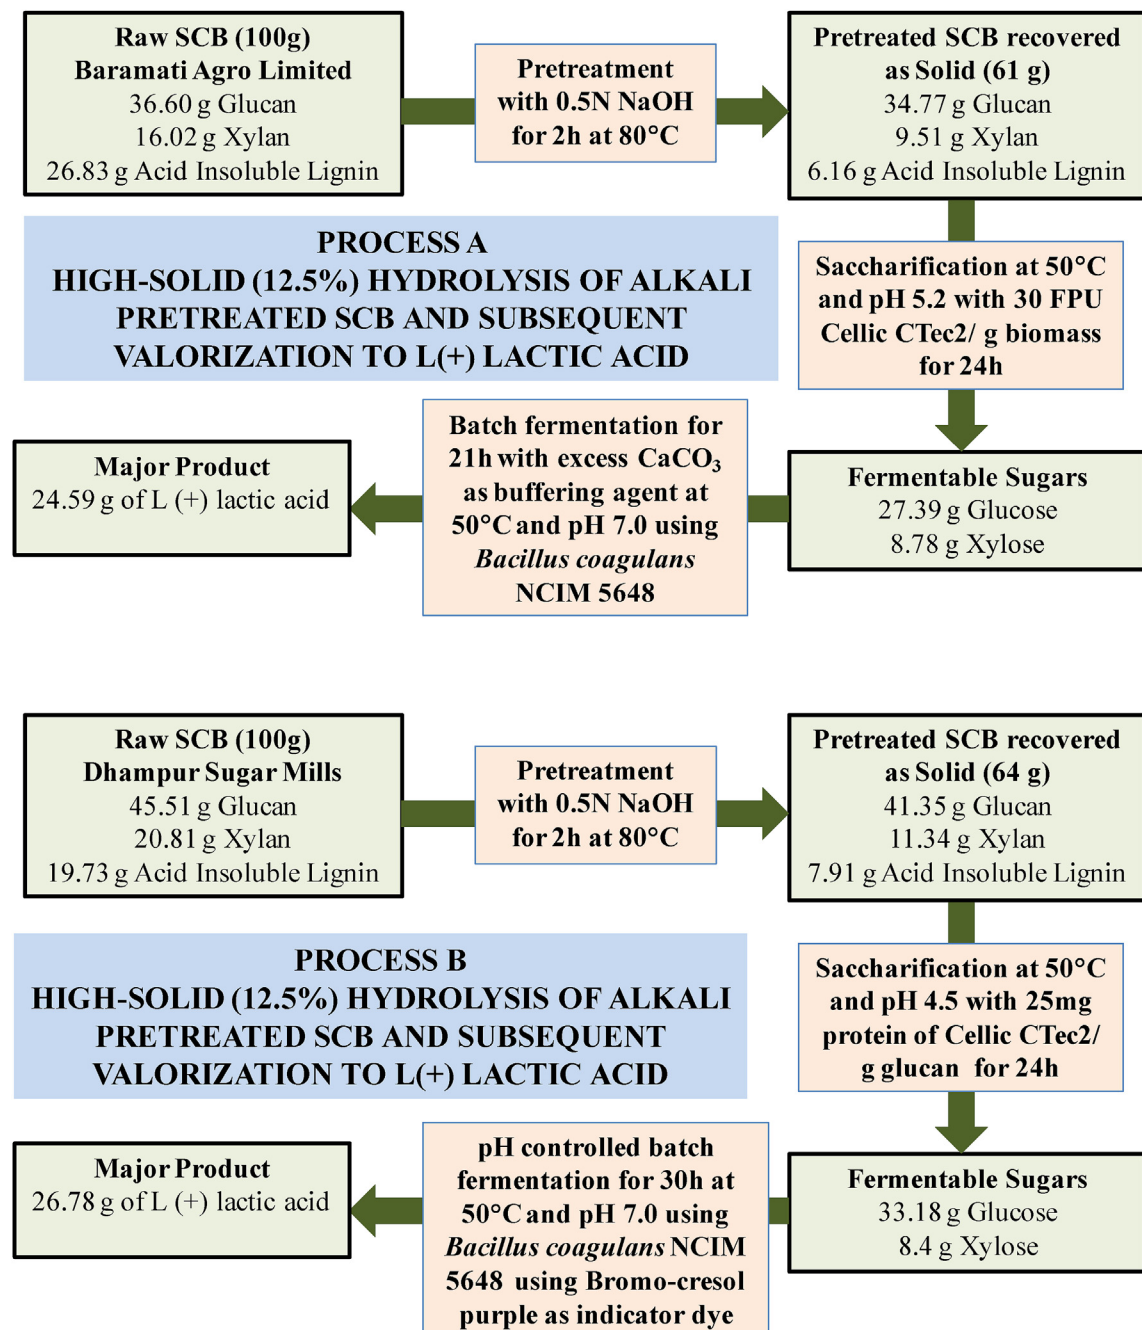 Raw SCB (100g)
Baramati Agro Limited
36.60 g Glucan
16.02 g Xylan
26.83 g Acid Insoluble Lignin
Pretreatment
with 0.5N NaOH
for 2h at 80°C
Pretreated SCB recovered
as Solid (61 g)
34.77 g Glucan
9.51 g Xylan
6.16 g Acid Insoluble Lignin
PROCESS A
HIGH-SOLID (12.5%) HYDROLYSIS OF ALKALI
PRETREATED SCB AND SUBSEQUENT
VALORIZATION TO L(+) LACTIC ACID
Saccharification at 50°C
and pH 5.2 with 30 FPU
Cellic CTec2/ g biomass
for 24h
Fermentable Sugars
27.39 g Glucose
8.78 g Xylose
Batch fermentation for
21h with excess CaCO₃
as buffering agent at
50°C and pH 7.0 using
Bacillus coagulans
NCIM 5648
Major Product
24.59 g of L (+) lactic acid
Raw SCB (100g)
Dhampur Sugar Mills
45.51 g Glucan
20.81 g Xylan
19.73 g Acid Insoluble Lignin
Pretreatment
with 0.5N NaOH
for 2h at 80°C
Pretreated SCB recovered
as Solid (64 g)
41.35 g Glucan
11.34 g Xylan
7.91 g Acid Insoluble Lignin
PROCESS B
HIGH-SOLID (12.5%) HYDROLYSIS OF ALKALI
PRETREATED SCB AND SUBSEQUENT
VALORIZATION TO L(+) LACTIC ACID
Saccharification at 50°C
and pH 4.5 with 25mg
protein of Cellic CTec2/
g glucan for 24h
Fermentable Sugars
33.18 g Glucose
8.4 g Xylose
pH controlled batch
fermentation for 30h at
50°C and pH 7.0 using
Bacillus coagulans NCIM
5648 using Bromo-cresol
purple as indicator dye
Major Product
26.78 g of L (+) lactic acid